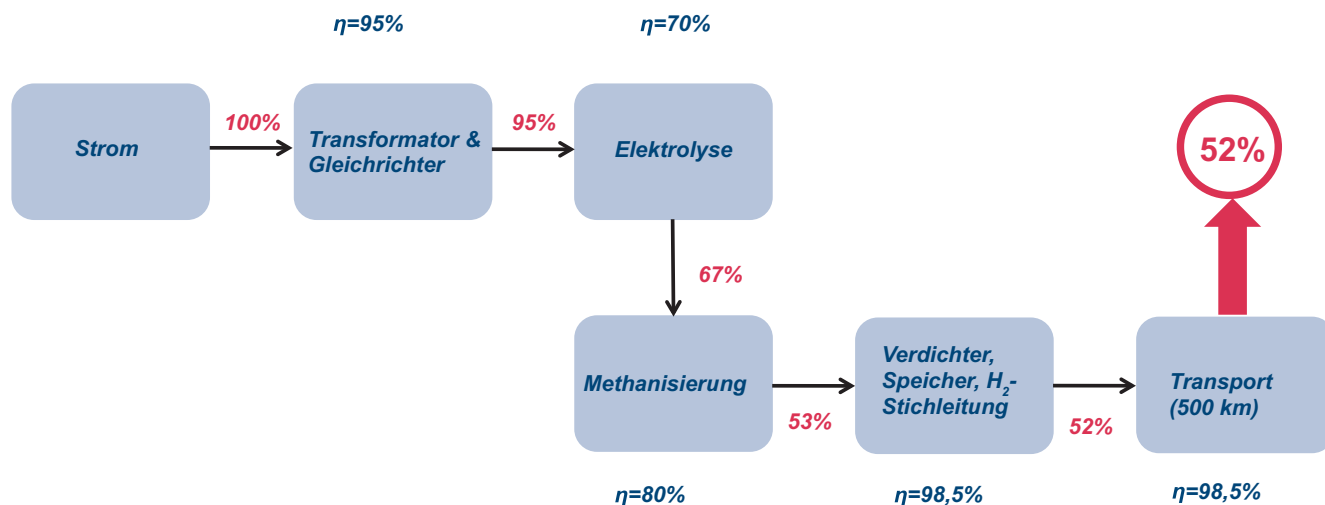 η=95%
η=70%
Strom
100%
Transformator &
Gleichrichter
95%
Elektrolyse
52%
67%
Methanisierung
53%
Verdichter,
Speicher, H₂-
Stichleitung
52%
Transport
(500 km)
η=80%
η=98,5%
η=98,5%